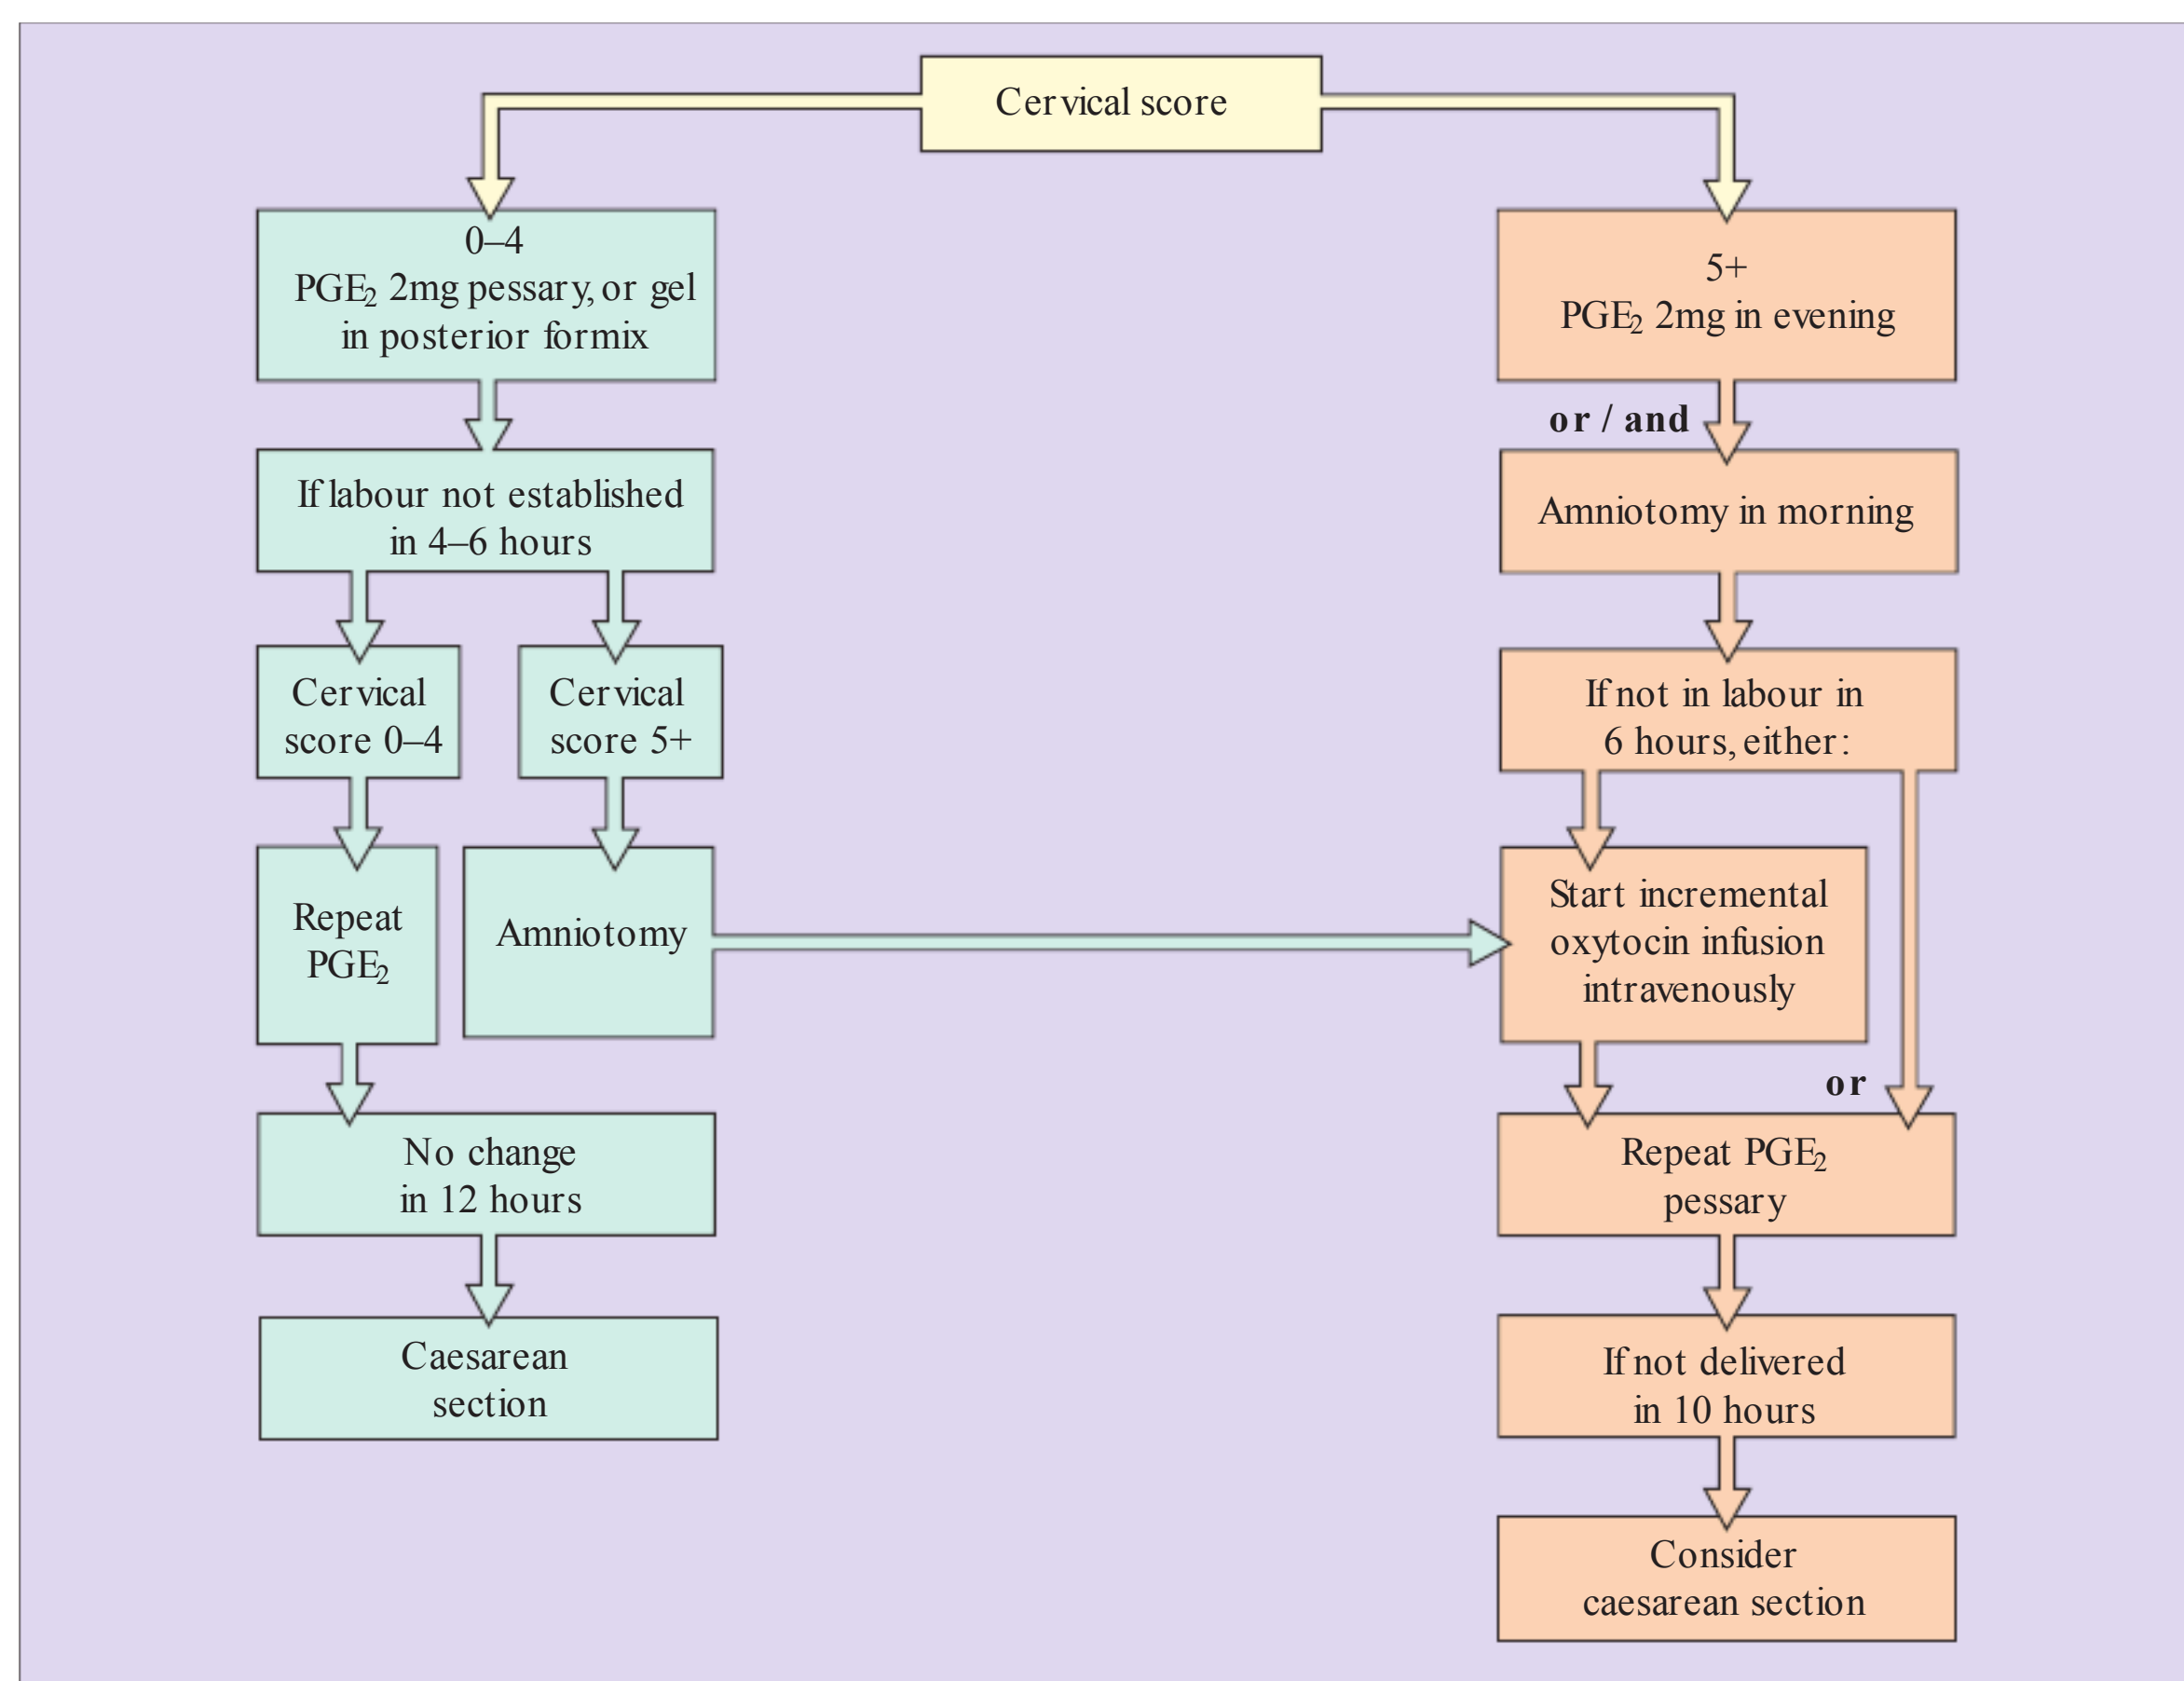 Cervical score
0–4
PGE₂ 2mg pessary, or gel
in posterior formix
If labour not established
in 4–6 hours
Cervical
score 0–4
Cervical
score 5+
Repeat
PGE₂
Amniotomy
No change
in 12 hours
Caesarean
section
5+
PGE₂ 2mg in evening
or / and
Amniotomy in morning
If not in labour in
6 hours, either:
Start incremental
oxytocin infusion
intravenously
or
Repeat PGE₂
pessary
If not delivered
in 10 hours
Consider
caesarean section